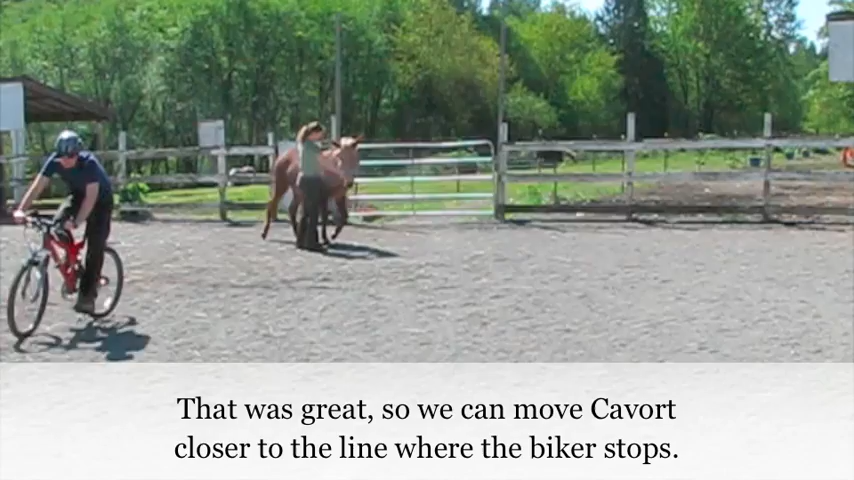 That was great, so we can move Cavort
closer to the line where the biker stops.